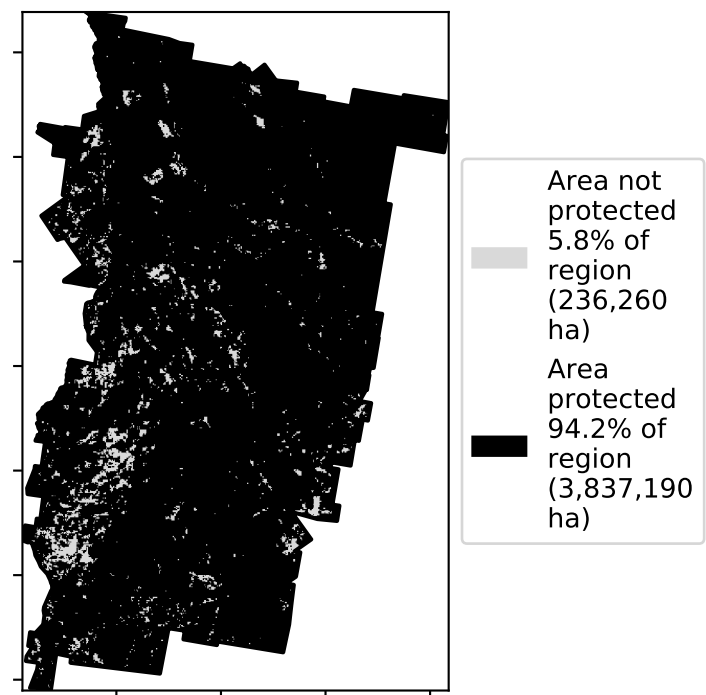 Area not
protected
5.8% of
region
(236,260
ha)
Area
protected
94.2% of
region
(3,837,190
ha)